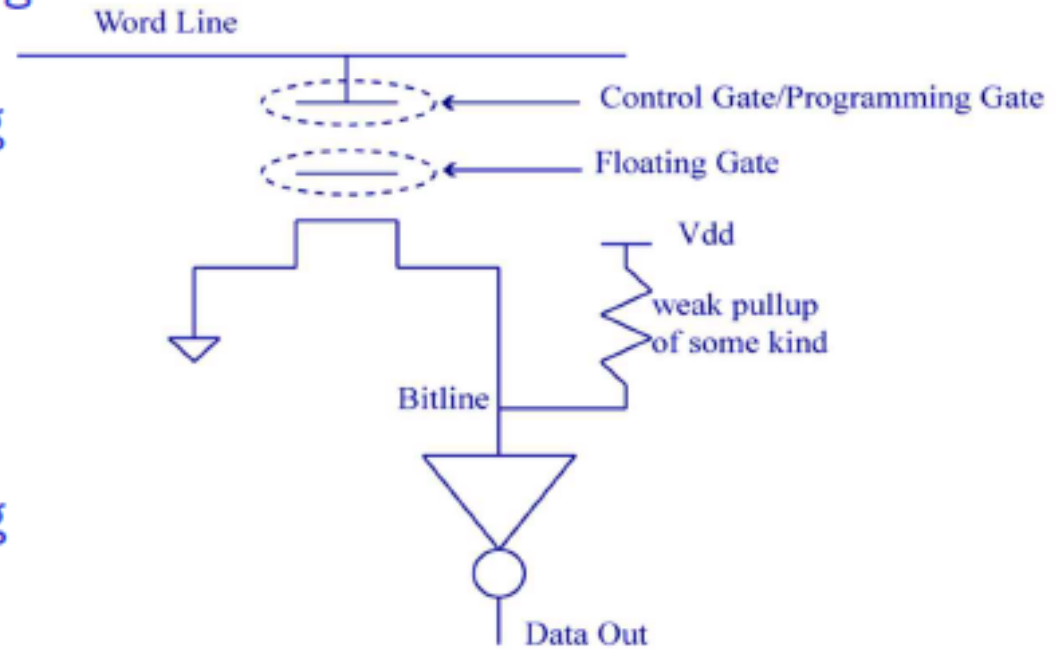 Word Line
Control Gate/Programming Gate
Floating Gate
Vdd
weak pullup
of some kind
Bitline
Data Out